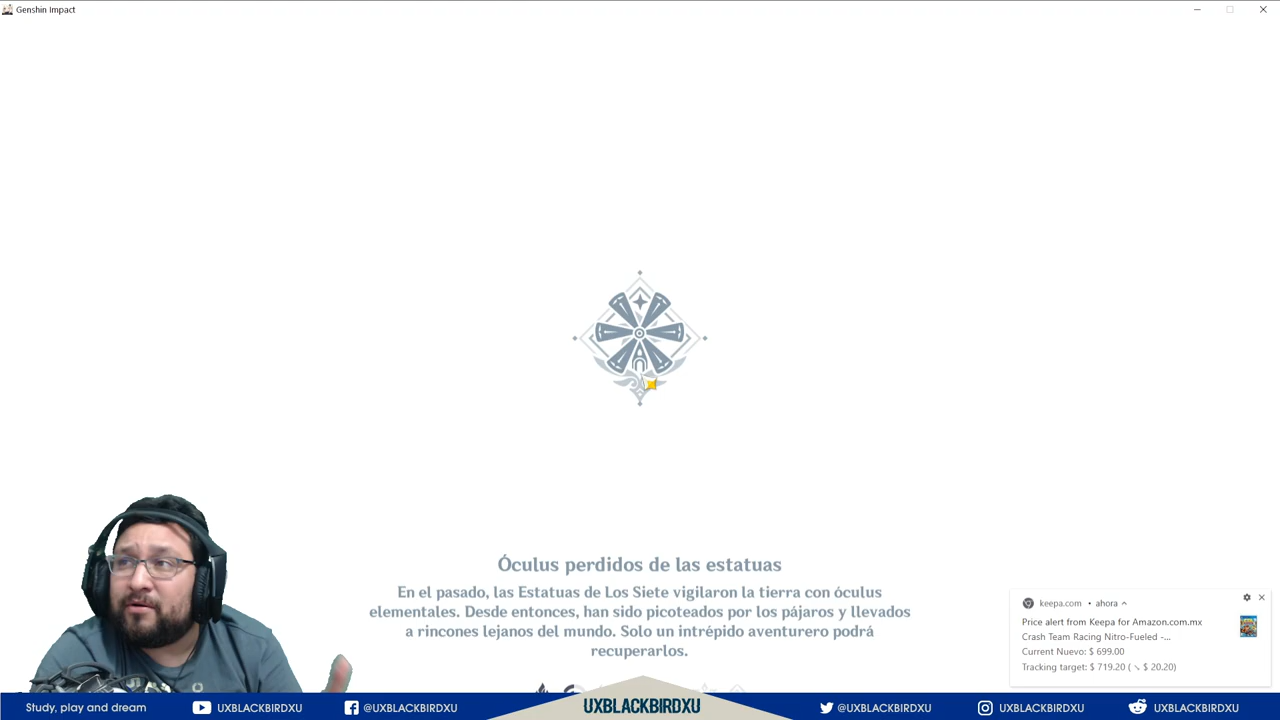 Genshin Impact
Óculus perdidos de las estatuas
En el pasado, las Estatuas de Los Siete vigilaron la tierra con óculus
elementales. Desde entonces, han sido picoteados por los pájaros y llevados
a rincones lejanos del mundo. Solo un intrépido aventurero podrá
recuperarlos.
keepa.com • ahora
Price alert from Keepa for Amazon.com.mx
Crash Team Racing Nitro-Fueled -...
Current Nuevo: $ 699.00
Tracking target: $ 719.20 ( ↘ $ 20.20)
Study, play and dream
UXBLACKBIRDXU
@UXBLACKBIRDXU
UXBLACKBIRDXU
@UXBLACKBIRDXU
UXBLACKBIRDXU
UXBLACKBIRDXU